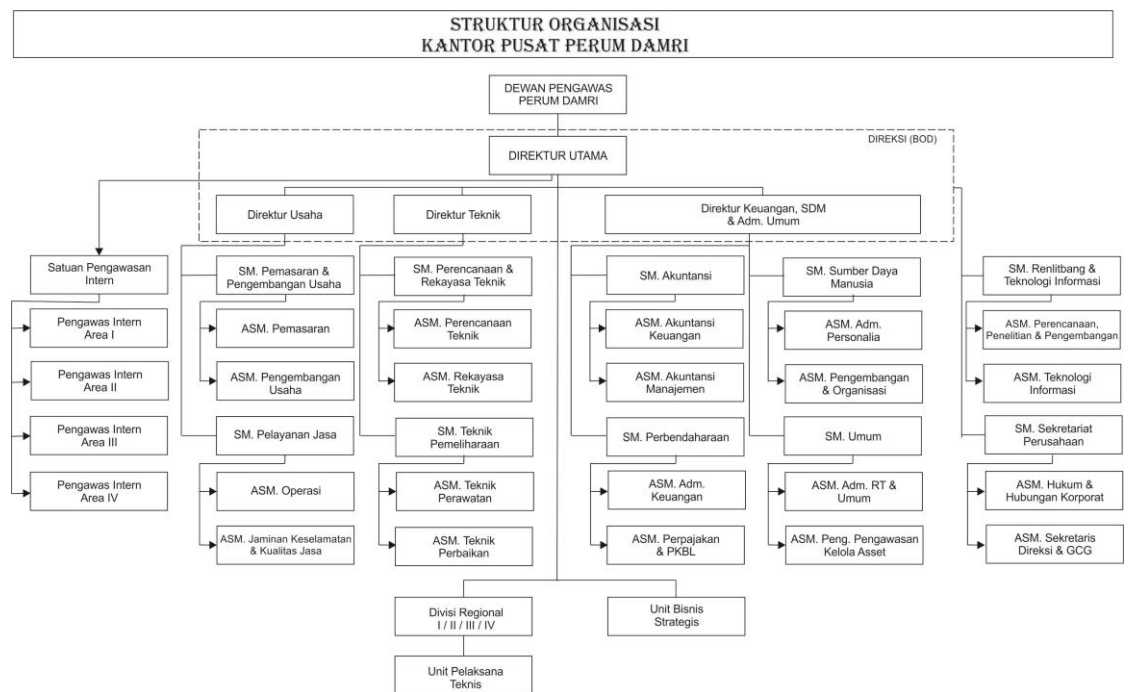 STRUKTUR ORGANISASI
KANTOR PUSAT PERUM DAMRI
DEWAN PENGAWAS
PERUM DAMRI
DIREKSI (BOD)
DIREKTUR UTAMA
Direktur Usaha
Direktur Teknik
Direktur Keuangan, SDM
& Adm. Umum
Satuan Pengawasan
Intern
Pengawas Intern
Area I
Pengawas Intern
Area II
Pengawas Intern
Area III
Pengawas Intern
Area IV
SM. Pemasaran &
Pengembangan Usaha
ASM. Pemasaran
ASM. Pengembangan
Usaha
SM. Pelayanan Jasa
ASM. Operasi
ASM. Jaminan Keselamatan
& Kualitas Jasa
SM. Perencanaan &
Rekayasa Teknik
ASM. Perencanaan
Teknik
ASM. Rekayasa
Teknik
SM. Teknik
Pemeliharaan
ASM. Teknik
Perawatan
ASM. Teknik
Perbaikan
SM. Akuntansi
ASM. Akuntansi
Keuangan
ASM. Akuntansi
Manajemen
SM. Perbendaharaan
ASM. Adm.
Keuangan
ASM. Perpajakan
& PKBL
SM. Sumber Daya
Manusia
ASM. Adm.
Personalia
ASM. Pengembangan
& Organisasi
SM. Umum
ASM. Adm. RT &
Umum
ASM. Peng. Pengawasan
Kelola Asset
SM. Renlitbang &
Teknologi Informasi
ASM. Perencanaan,
Penelitian & Pengembangan
ASM. Teknologi
Informasi
SM. Sekretariat
Perusahaan
ASM. Hukum &
Hubungan Korporat
ASM. Sekretaris
Direksi & GCG
Divisi Regional
I / II / III / IV
Unit Bisnis
Strategis
Unit Pelaksana
Teknis